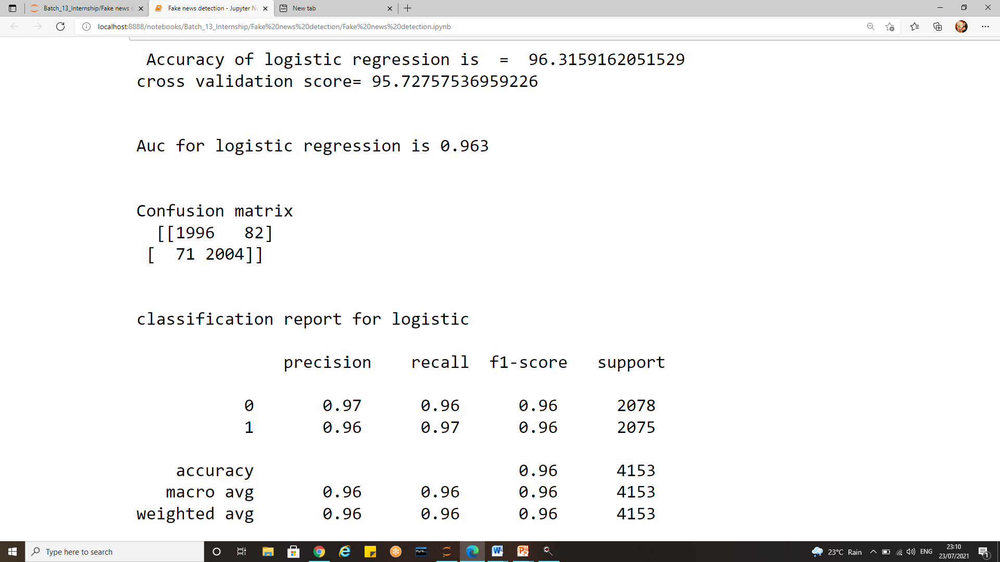 Batch_13_Internship/Fake news d
Fake news detection - Jupyter N
New tab
localhost:8888/notebooks/Batch_13_Internship/Fake%20news%20detection/Fake%20news%20detection.ipynb
Accuracy of logistic regression is  =  96.3159162051529
cross validation score= 95.72757536959226
Auc for logistic regression is 0.963
Confusion matrix
[[1996   82]
[   71 2004]]
classification report for logistic
precision    recall  f1-score   support
0       0.97      0.96      0.96      2078
1       0.96      0.97      0.96      2075
accuracy                           0.96      4153
macro avg       0.96      0.96      0.96      4153
weighted avg       0.96      0.96      0.96      4153
Type here to search
MySQL
23°C Rain
ENG
23:10
23/07/2021
1